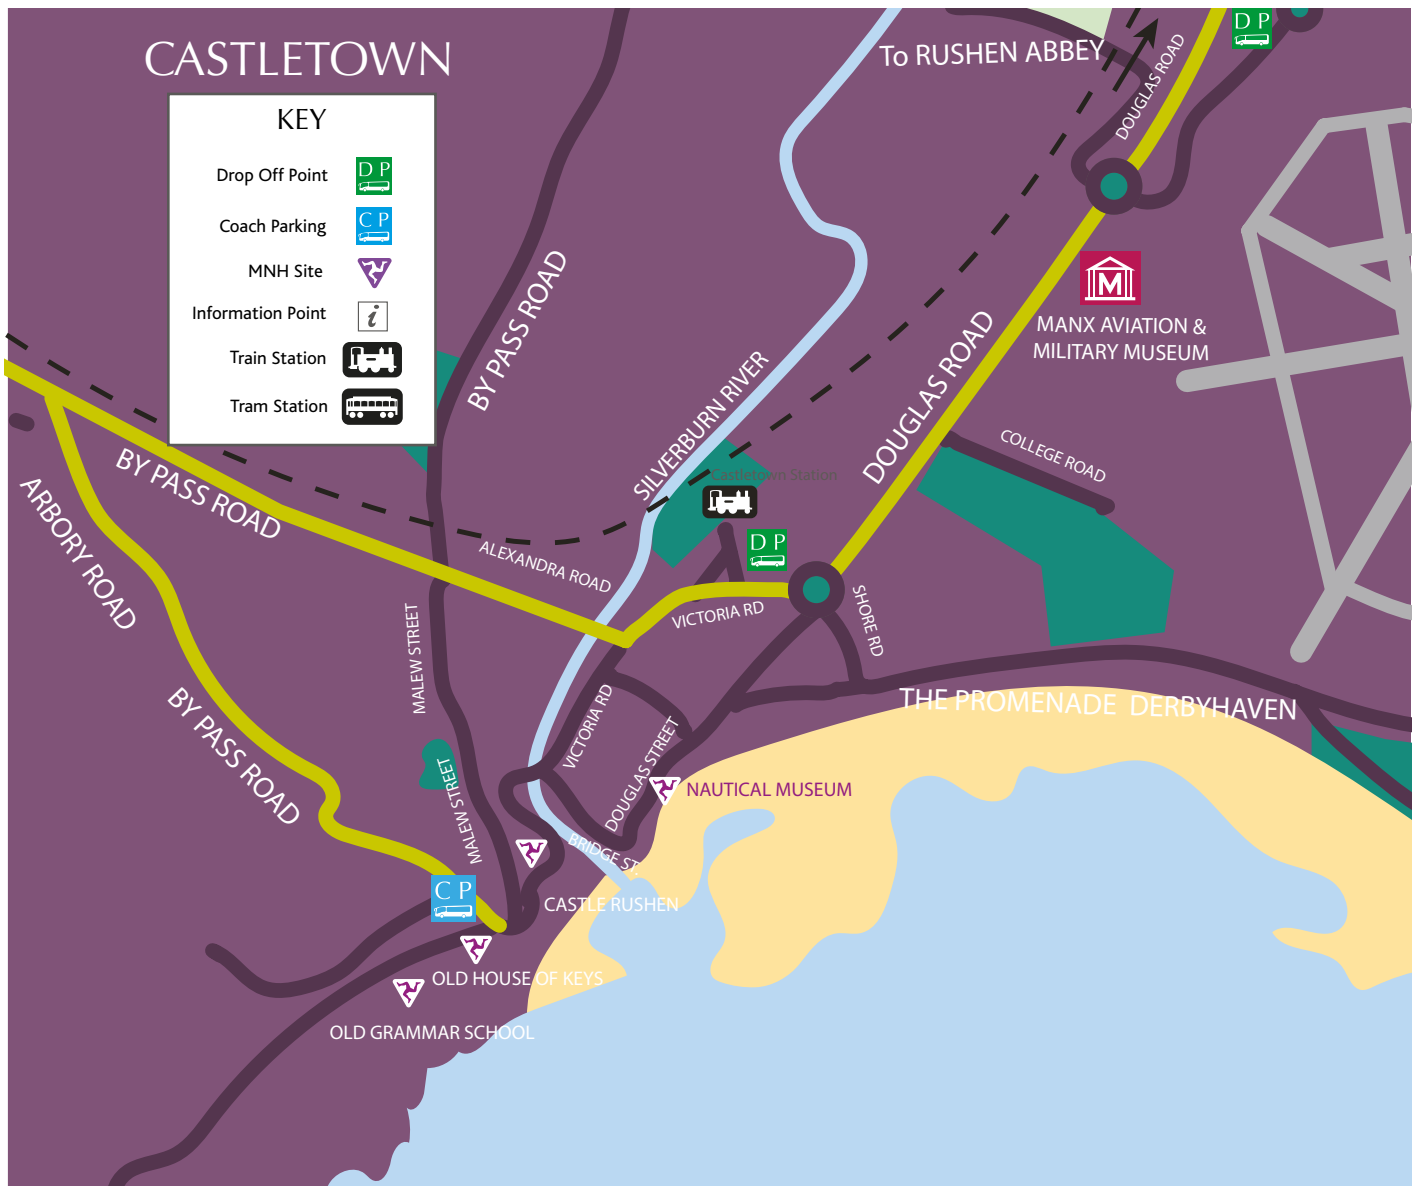 CASTLETOWN
KEY
Drop Off Point
D P
Coach Parking
C P
MNH Site
Information Point
i
Train Station
Tram Station
To RUSHEN ABBEY
D P
DOUGLAS ROAD
M
MANX AVIATION &
MILITARY MUSEUM
BY PASS ROAD
SILVERBURN RIVER
DOUGLAS ROAD
COLLEGE ROAD
Castletown Station
D P
BY PASS ROAD
ARBORY ROAD
ALEXANDRA ROAD
VICTORIA RD
SHORE RD
MALEW STREET
BY PASS ROAD
VICTORIA RD
DOUGLAS STREET
THE PROMENADE DERBYHAVEN
MALEW STREET
NAUTICAL MUSEUM
BRIDGE ST.
C P
CASTLE RUSHEN
OLD HOUSE OF KEYS
OLD GRAMMAR SCHOOL